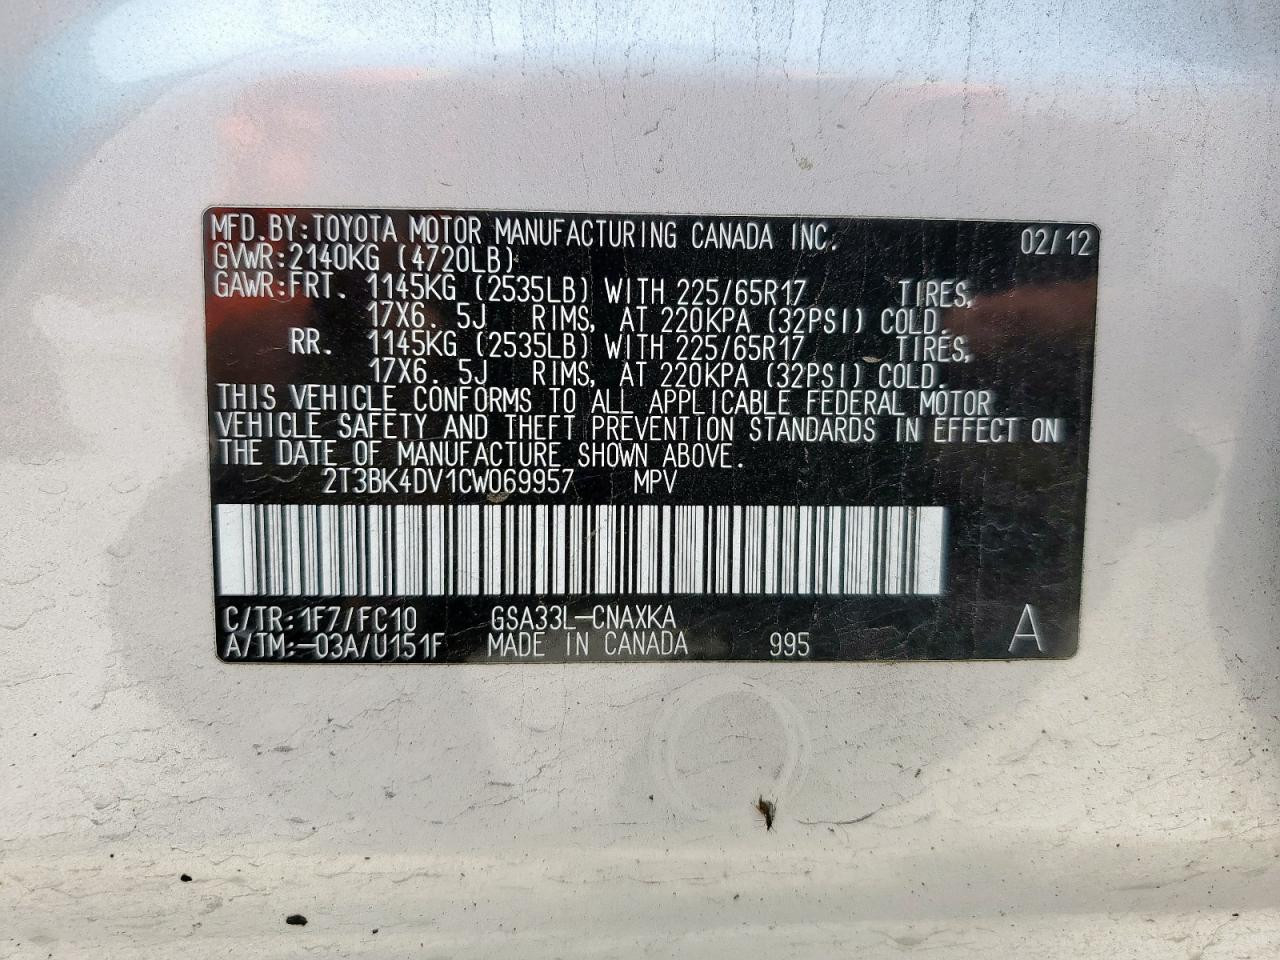 MFD.BY:TOYOTA MOTOR MANUFACTURING CANADA INC. 02/12
GVWR:2140KG (4720LB)
GAWR:FRT. 1145KG (2535LB) WITH 225/65R17 TIRES,
17X6.5J RIMS, AT 220KPA (32PSI) COLD.
RR. 1145KG (2535LB) WITH 225/65R17 TIRES,
17X6.5J RIMS, AT 220KPA (32PSI) COLD.
THIS VEHICLE CONFORMS TO ALL APPLICABLE FEDERAL MOTOR
VEHICLE SAFETY AND THEFT PREVENTION STANDARDS IN EFFECT ON
THE DATE OF MANUFACTURE SHOWN ABOVE.
2T3BK4DV1CW069957 MPV
C/TR:1F7/FC10 GSA33L-CNAXKA A
A/TM:-03A/U151F MADE IN CANADA 995